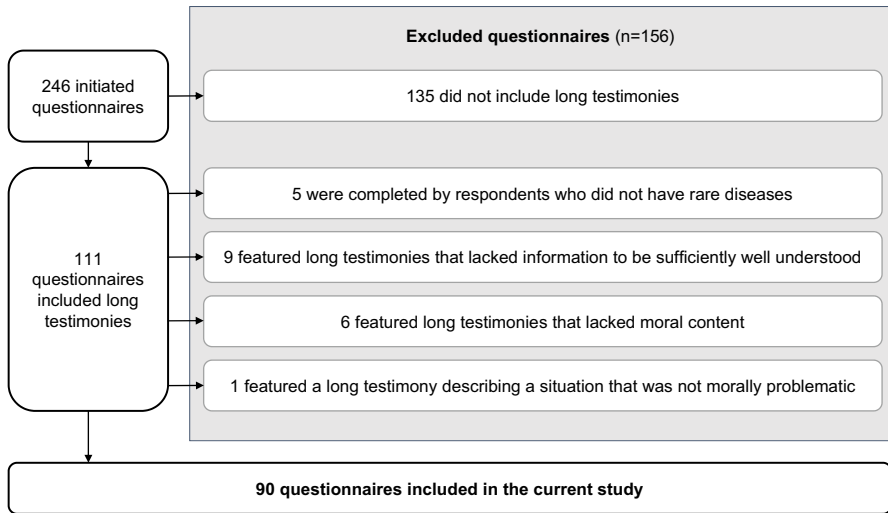 Excluded questionnaires (n=156)
246 initiated
questionnaires
135 did not include long testimonies
111
questionnaires
included long
testimonies
5 were completed by respondents who did not have rare diseases
9 featured long testimonies that lacked information to be sufficiently well understood
6 featured long testimonies that lacked moral content
1 featured a long testimony describing a situation that was not morally problematic
90 questionnaires included in the current study